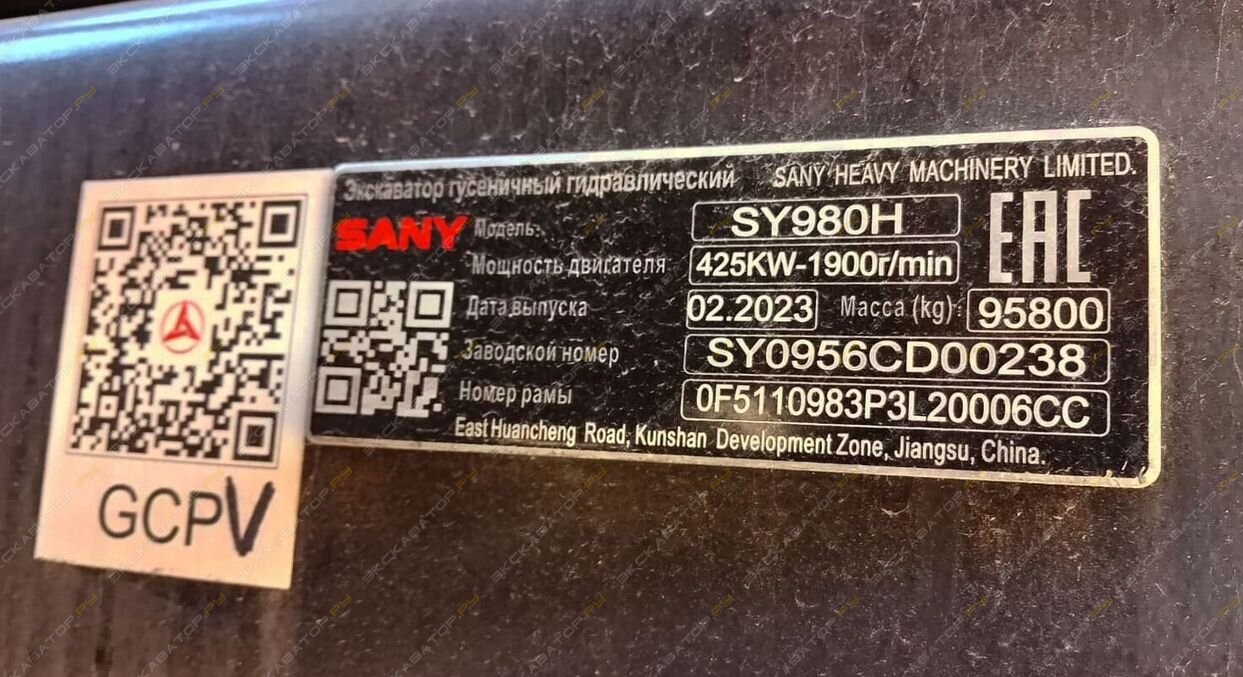 Экскаватор гусеничный гидравлический SANY HEAVY MACHINERY LIMITED.
SANY Модель: SY980H EAC
Мощность двигателя 425KW-1900r/min
Дата выпуска 02.2023 Масса (kg): 95800
Заводской номер SY0956CD00238
Номер рамы 0F5110983P3L20006CC
East Huancheng Road, Kunshan Development Zone, Jiangsu, China.
GCPV
ЭКСКАВАТОР.РУ